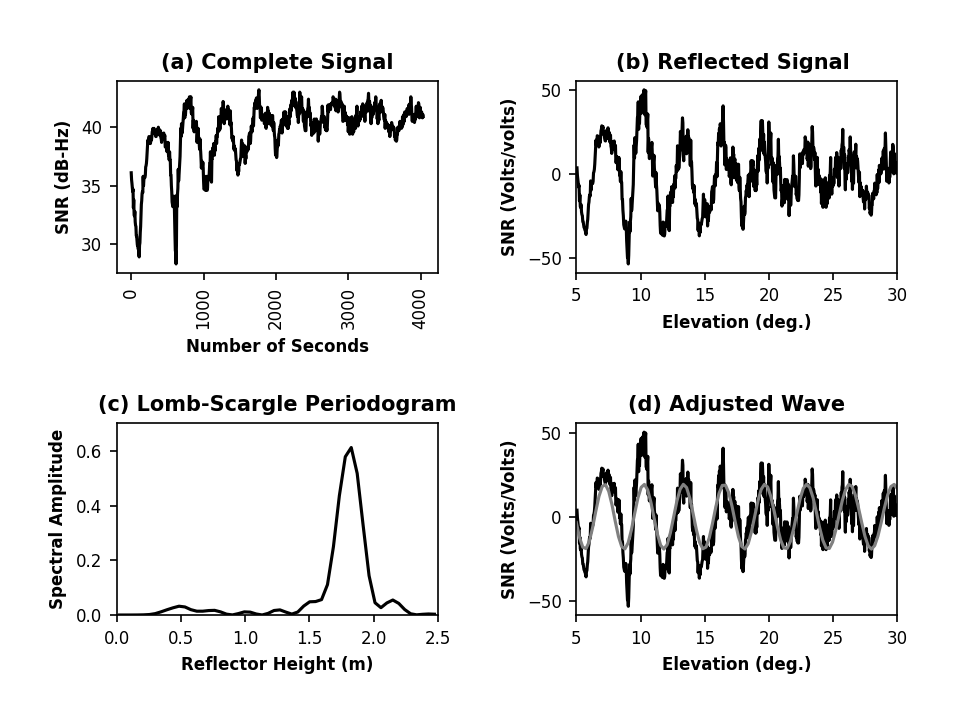 (a) Complete Signal
SNR (dB-Hz)
40
35
30
0
1000
2000
3000
4000
Number of Seconds
(b) Reflected Signal
SNR (Volts/volts)
50
0
−50
5 10 15 20 25 30
Elevation (deg.)
(c) Lomb-Scargle Periodogram
Spectral Amplitude
0.6
0.4
0.2
0.0
0.0 0.5 1.0 1.5 2.0 2.5
Reflector Height (m)
(d) Adjusted Wave
SNR (Volts/Volts)
50
0
−50
5 10 15 20 25 30
Elevation (deg.)